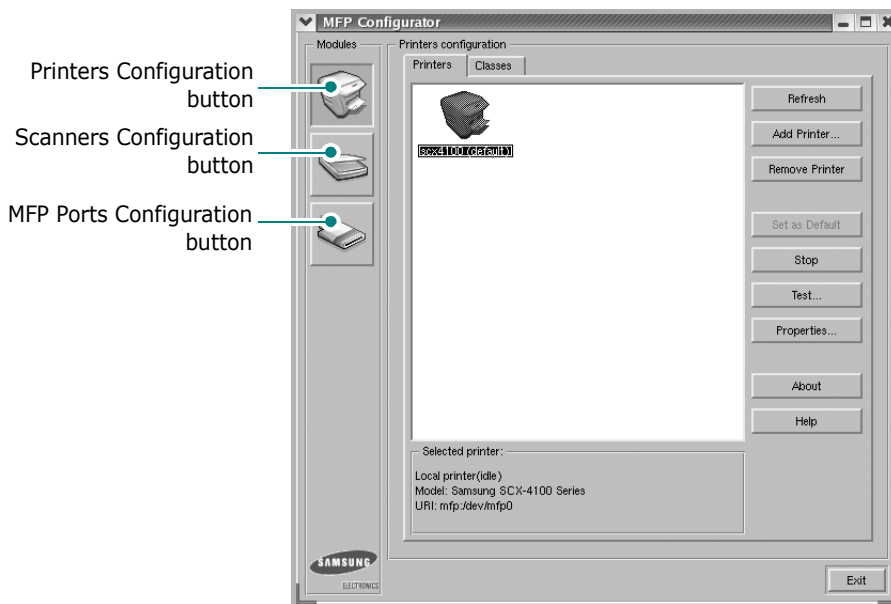 MFP Configurator
Modules
Printers configuration
Printers Configuration
button
Scanners Configuration
button
MFP Ports Configuration
button
Printers
Classes
scx4100 (default)
Refresh
Add Printer...
Remove Printer
Set as Default
Stop
Test...
Properties...
About
Help
Selected printer:
Local printer(idle)
Model: Samsung SCX-4100 Series
URI: mfp:/dev/mfp0
SAMSUNG
ELECTRONICS
Exit